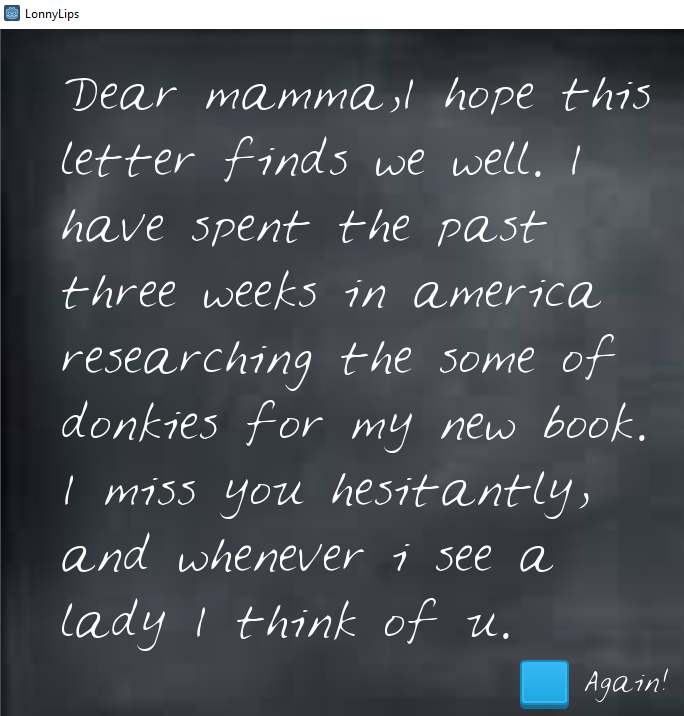 LonnyLips
Dear mamma,I hope this
letter finds we well. I
have spent the past
three weeks in america
researching the some of
donkies for my new book.
I miss you hesitantly,
and whenever i see a
lady I think of u.
Again!